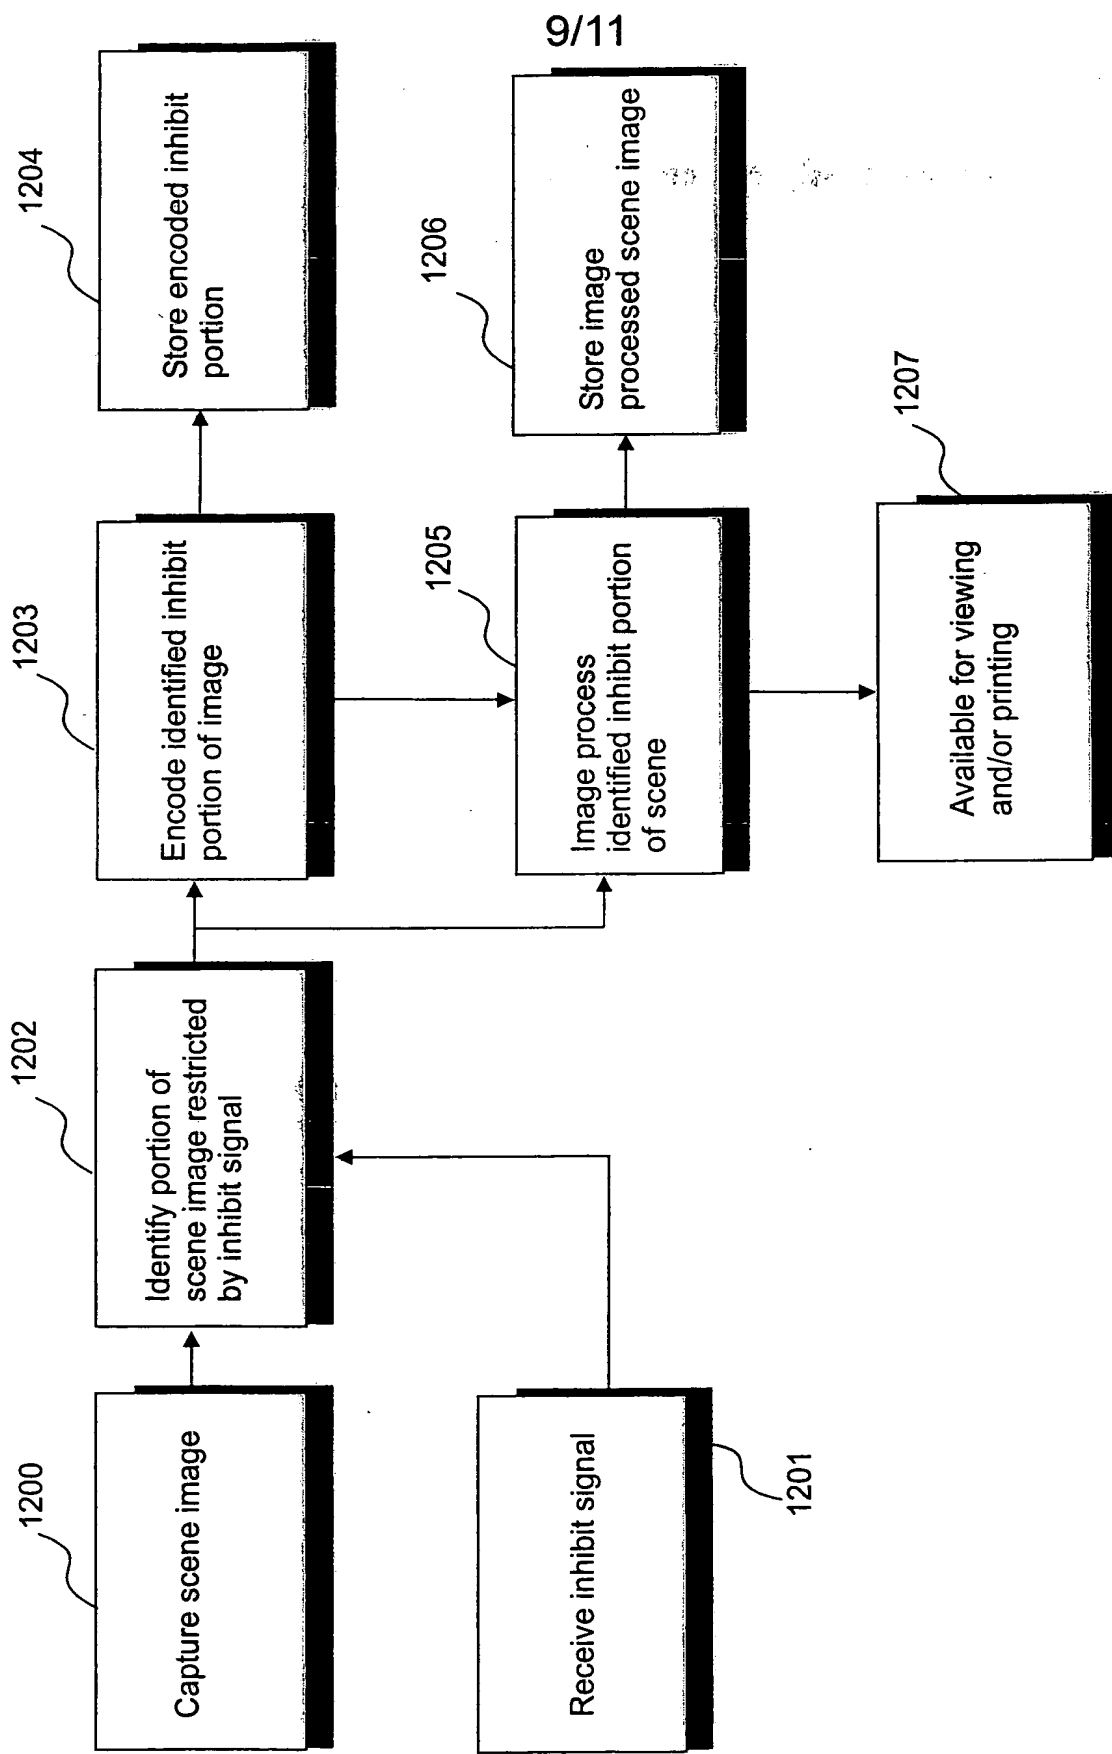 9/11
1200
Capture scene image
1201
Receive inhibit signal
1202
Identify portion of
scene image restricted
by inhibit signal
1203
Encode identified inhibit
portion of image
1204
Store encoded inhibit
portion
1205
Image process
identified inhibit portion
of scene
1206
Store image
processed scene image
1207
Available for viewing
and/or printing